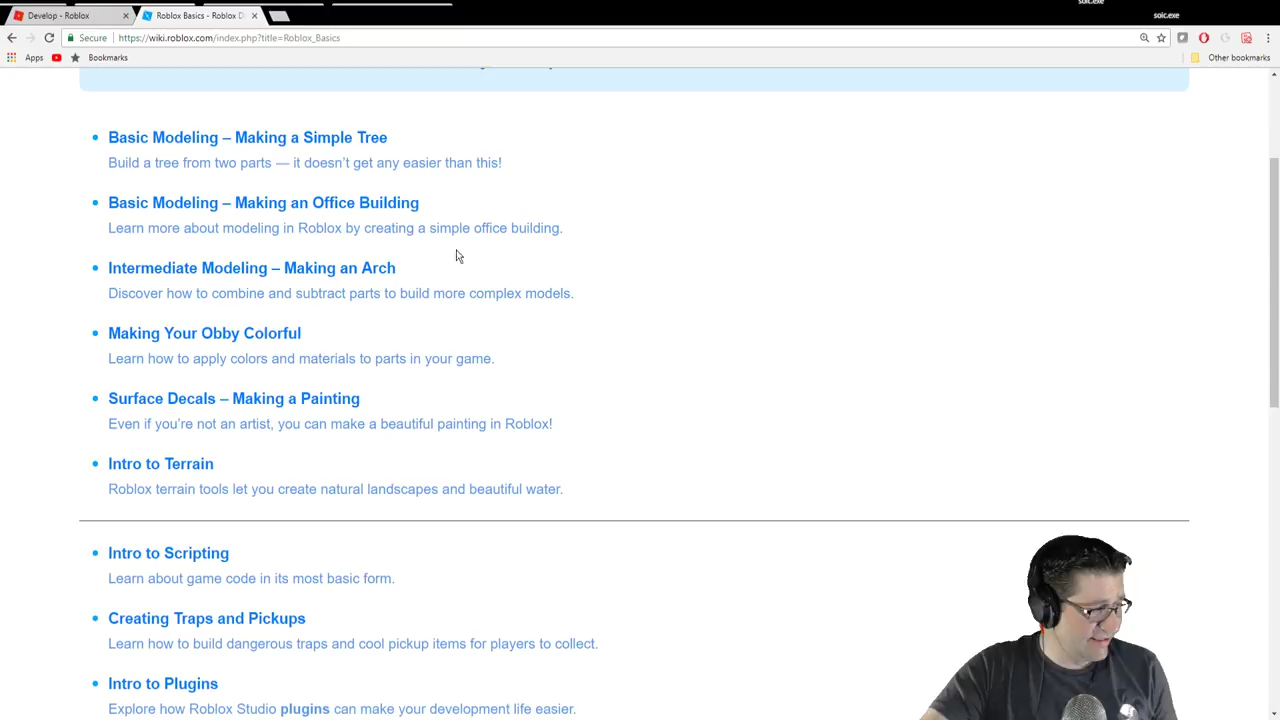 soic.exe
soic.exe
Develop - Roblox
Roblox Basics - Roblox D
Secure
https://wiki.roblox.com/index.php?title=Roblox_Basics
Apps
Bookmarks
Other bookmarks
Basic Modeling – Making a Simple Tree
Build a tree from two parts — it doesn’t get any easier than this!
Basic Modeling – Making an Office Building
Learn more about modeling in Roblox by creating a simple office building.
Intermediate Modeling – Making an Arch
Discover how to combine and subtract parts to build more complex models.
Making Your Obby Colorful
Learn how to apply colors and materials to parts in your game.
Surface Decals – Making a Painting
Even if you’re not an artist, you can make a beautiful painting in Roblox!
Intro to Terrain
Roblox terrain tools let you create natural landscapes and beautiful water.
Intro to Scripting
Learn about game code in its most basic form.
Creating Traps and Pickups
Learn how to build dangerous traps and cool pickup items for players to collect.
Intro to Plugins
Explore how Roblox Studio plugins can make your development life easier.